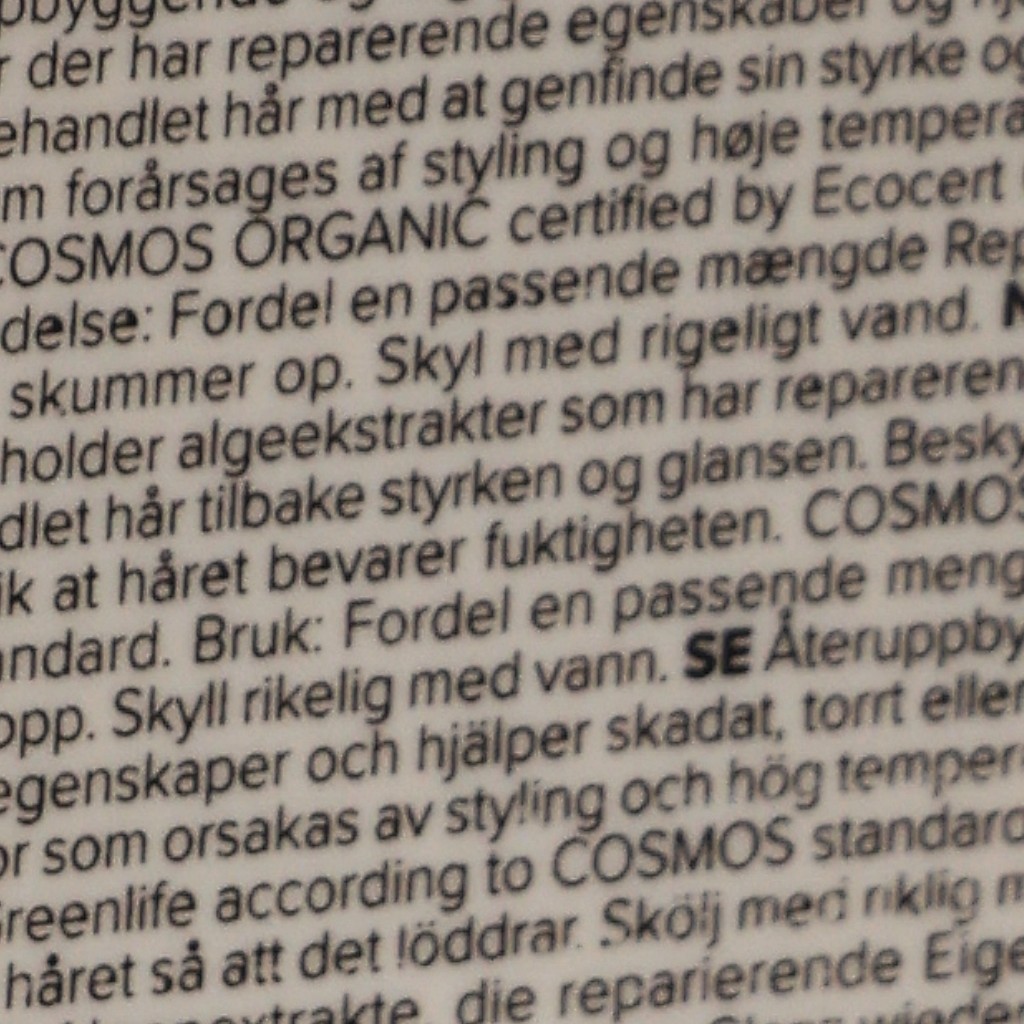 der har reparerende egenskaber og
ehandlet hår med at genfinde sin styrke og
m forårsages af styling og høje tempera
COSMOS ORGANIC certified by Ecocert
delse: Fordel en passende mængde Rep
skummer op. Skyl med rigeligt vand. N
holder algeekstrakter som har repareren
dlet hår tilbake styrken og glansen. Besky
ik at håret bevarer fuktigheten. COSMOS
andard. Bruk: Fordel en passende meng
opp. Skyll rikelig med vann. SE Återuppby
egenskaper och hjälper skadat, torrt eller
or som orsakas av styling och hög temper
Greenlife according to COSMOS standard
håret så att det löddrar. Skölj med riklig m
die reparierende Eige